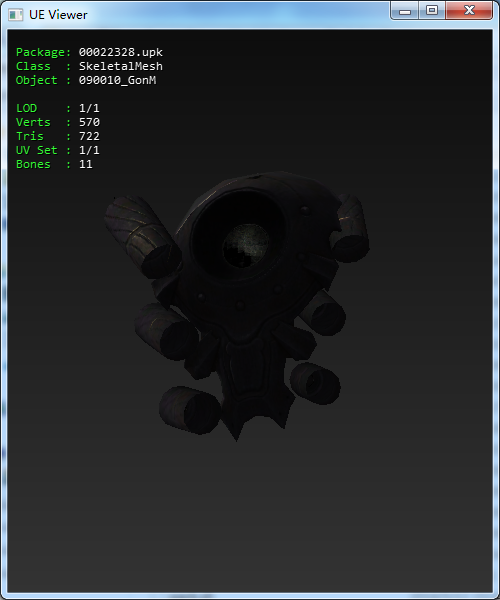 UE Viewer
Package: 00022328.upk
Class : SkeletalMesh
Object : 090010_GonM
LOD : 1/1
Verts : 570
Tris : 722
UV Set : 1/1
Bones : 11